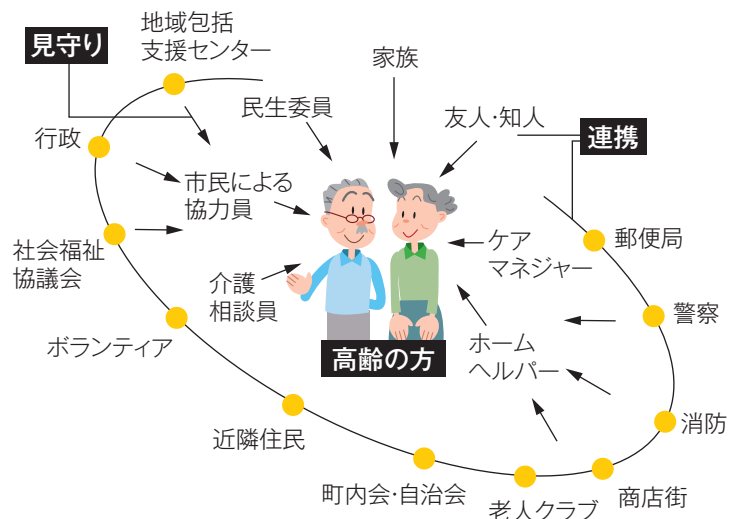 地域包括
支援センター
見守り
家族
民生委員
友人・知人
連携
行政
市民による
協力員
郵便局
ケア
マネジャー
社会福祉
協議会
介護
相談員
警察
ボランティア
高齢の方
ホーム
ヘルパー
消防
近隣住民
町内会・自治会
老人クラブ
商店街